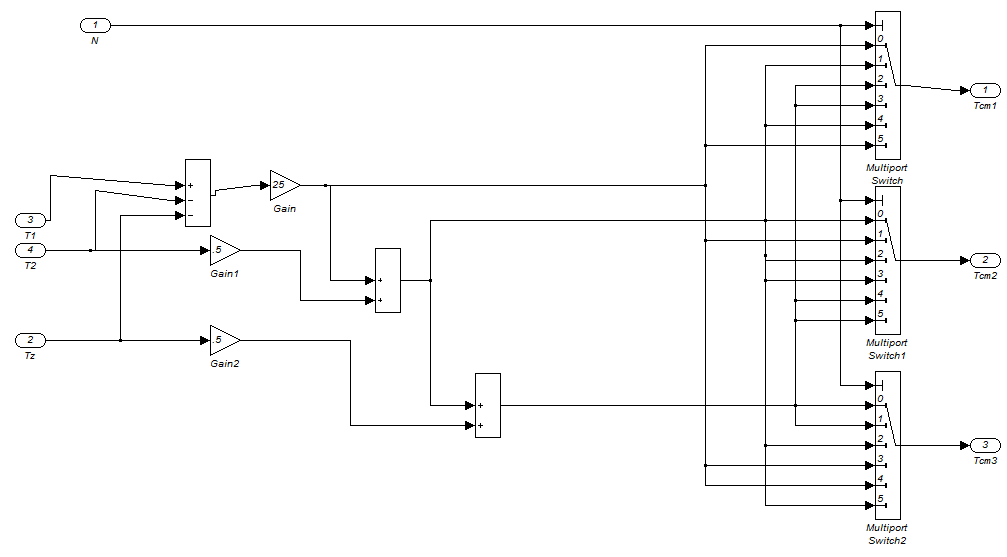 1
N
0
1
2
3
4
5
Multiport
Switch
1
Tcm1
3
T1
4
T2
+
−
−
25
Gain
.5
Gain1
+
+
2
Tz
.5
Gain2
+
+
0
1
2
3
4
5
Multiport
Switch1
2
Tcm2
0
1
2
3
4
5
Multiport
Switch2
3
Tcm3